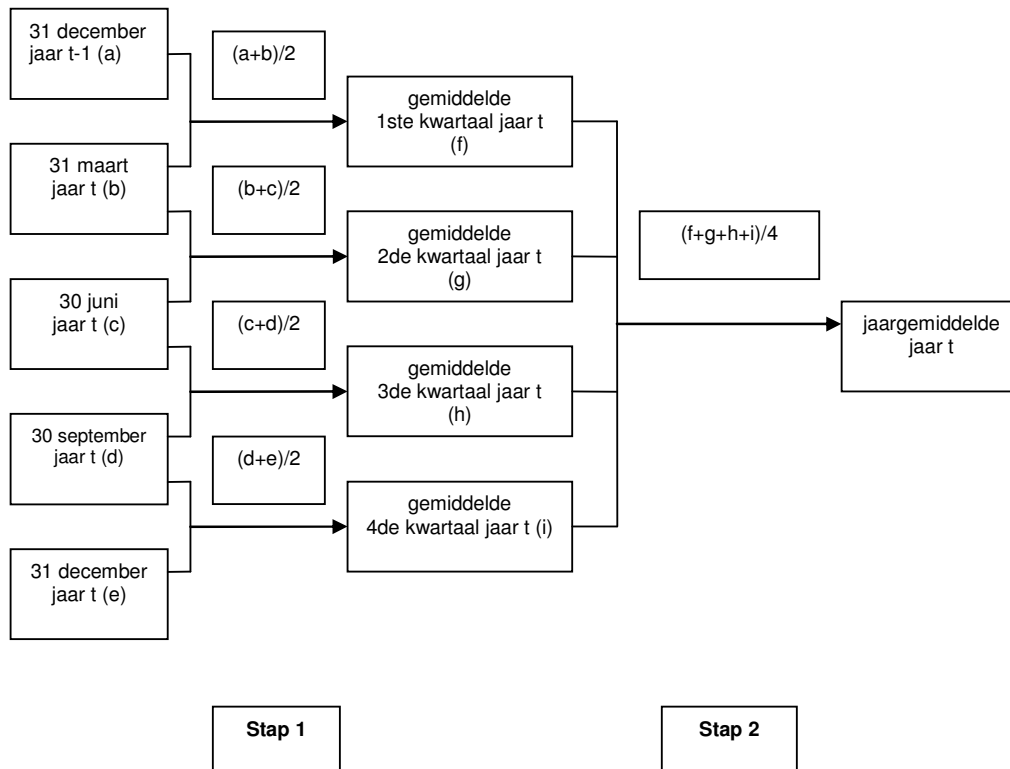 31 december
jaar t-1 (a)
(a+b)/2
gemiddelde
1ste kwartaal jaar t
(f)
31 maart
jaar t (b)
(b+c)/2
gemiddelde
2de kwartaal jaar t
(g)
(f+g+h+i)/4
30 juni
jaar t (c)
(c+d)/2
jaargemiddelde
jaar t
gemiddelde
3de kwartaal jaar t
(h)
30 september
jaar t (d)
(d+e)/2
gemiddelde
4de kwartaal jaar t (i)
31 december
jaar t (e)
Stap 1
Stap 2